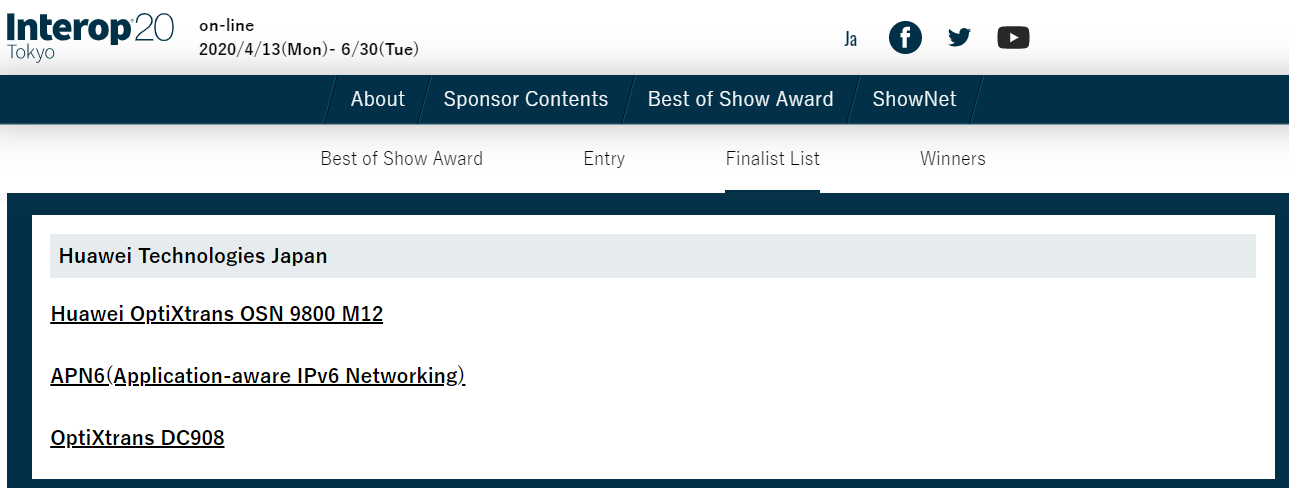 Interop 20
Tokyo
on-line
2020/4/13(Mon)- 6/30(Tue)
Ja
About
Sponsor Contents
Best of Show Award
ShowNet
Best of Show Award
Entry
Finalist List
Winners
Huawei Technologies Japan
Huawei OptiXtrans OSN 9800 M12
APN6(Application-aware IPv6 Networking)
OptiXtrans DC908